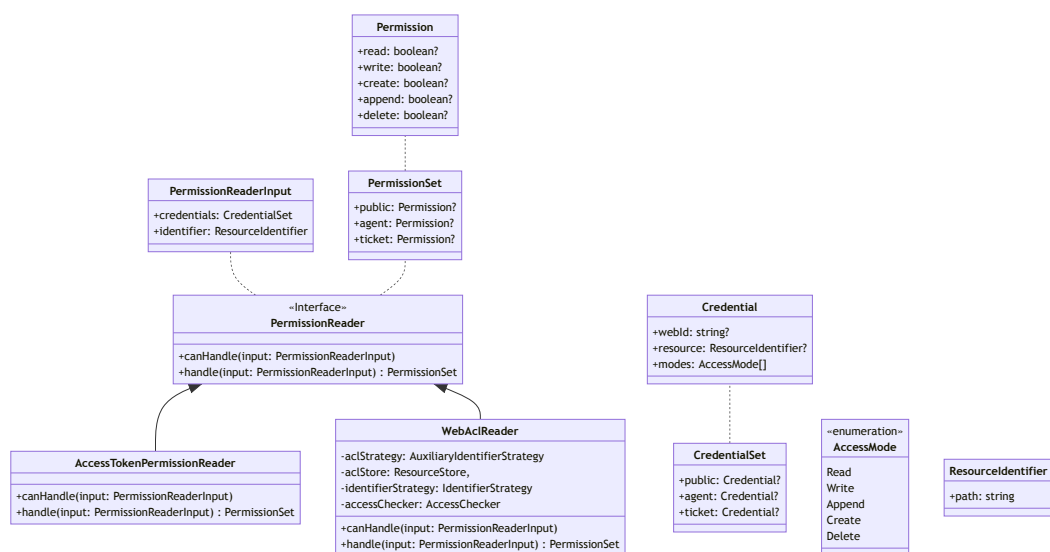 Permission
+read: boolean?
+write: boolean?
+create: boolean?
+append: boolean?
+delete: boolean?
PermissionReaderInput
+credentials: CredentialSet
+identifier: ResourceIdentifier
PermissionSet
+public: Permission?
+agent: Permission?
+ticket: Permission?
«Interface»
PermissionReader
+canHandle(input: PermissionReaderInput)
+handle(input: PermissionReaderInput) : PermissionSet
Credential
+webId: string?
+resource: ResourceIdentifier?
+modes: AccessMode[]
AccessTokenPermissionReader
+canHandle(input: PermissionReaderInput)
+handle(input: PermissionReaderInput) : PermissionSet
WebAclReader
-aclStrategy: AuxiliaryIdentifierStrategy
-aclStore: ResourceStore,
-identifierStrategy: IdentifierStrategy
-accessChecker: AccessChecker
+canHandle(input: PermissionReaderInput)
+handle(input: PermissionReaderInput) : PermissionSet
CredentialSet
+public: Credential?
+agent: Credential?
+ticket: Credential?
«enumeration»
AccessMode
Read
Write
Append
Create
Delete
ResourceIdentifier
+path: string